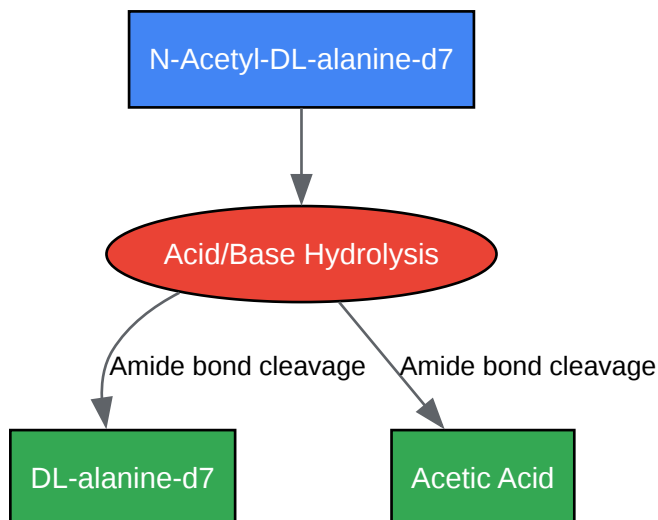 N-Acetyl-DL-alanine-d7
Acid/Base Hydrolysis
Amide bond cleavage
Amide bond cleavage
DL-alanine-d7
Acetic Acid